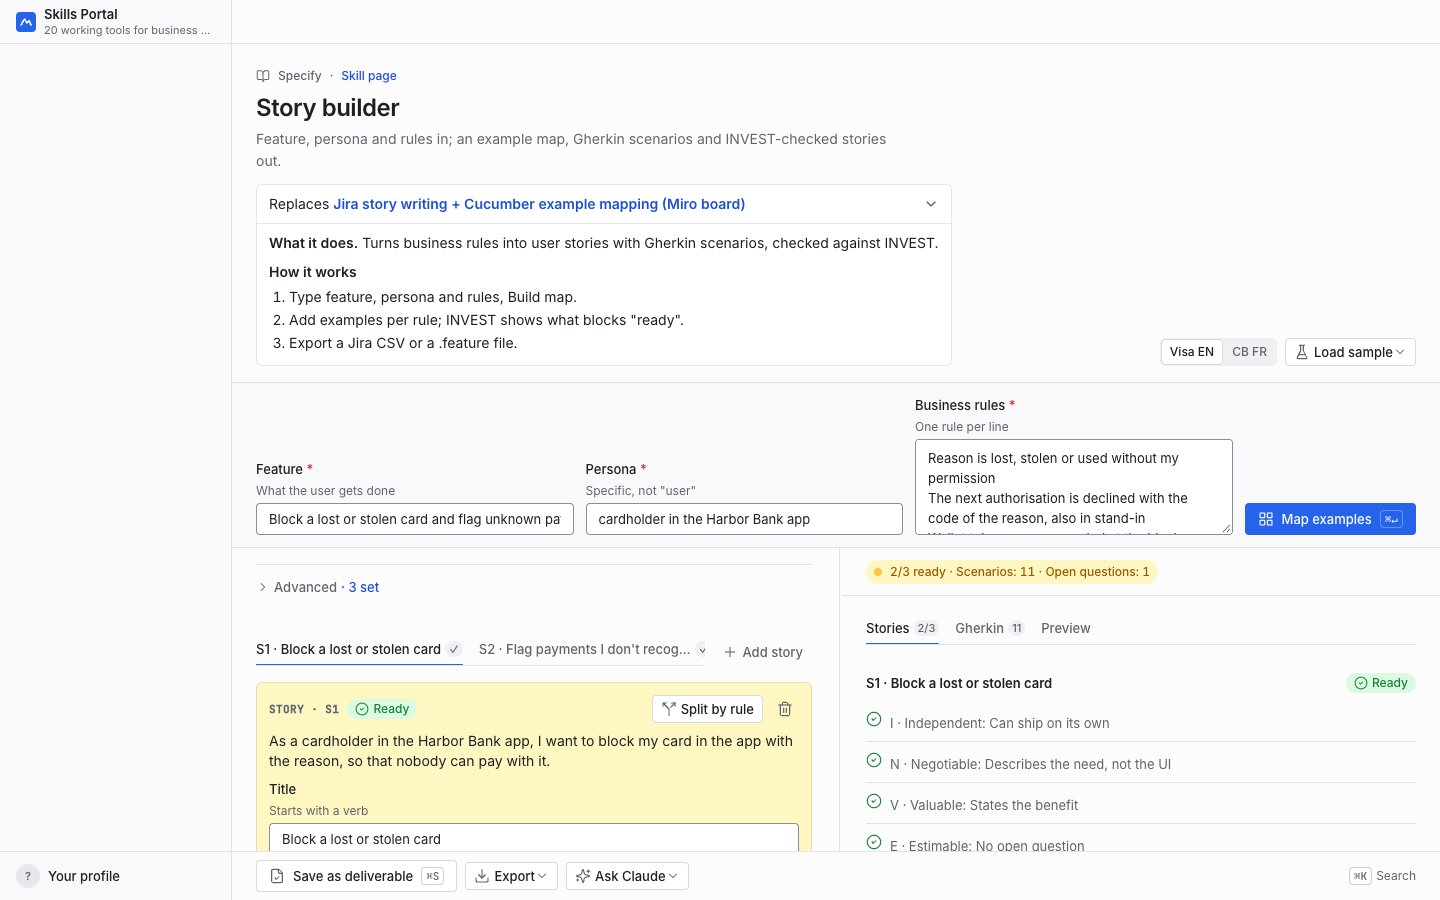 Skills Portal
20 working tools for business ...
Specify · Skill page
Story builder
Feature, persona and rules in; an example map, Gherkin scenarios and INVEST-checked stories
out.
Replaces Jira story writing + Cucumber example mapping (Miro board)
What it does. Turns business rules into user stories with Gherkin scenarios, checked against INVEST.
How it works
1. Type feature, persona and rules, Build map.
2. Add examples per rule; INVEST shows what blocks "ready".
3. Export a Jira CSV or a .feature file.
Visa EN
CB FR
Load sample
Feature *
What the user gets done
Block a lost or stolen card and flag unknown pa
Persona *
Specific, not "user"
cardholder in the Harbor Bank app
Business rules *
One rule per line
Reason is lost, stolen or used without my
permission
The next authorisation is declined with the
code of the reason, also in stand-in
Map examples ⌘↵
Advanced · 3 set
S1 · Block a lost or stolen card
S2 · Flag payments I don't recog...
+ Add story
STORY · S1
Ready
Split by rule
As a cardholder in the Harbor Bank app, I want to block my card in the app with
the reason, so that nobody can pay with it.
Title
Starts with a verb
Block a lost or stolen card
2/3 ready · Scenarios: 11 · Open questions: 1
Stories 2/3
Gherkin 11
Preview
S1 · Block a lost or stolen card
Ready
I · Independent: Can ship on its own
N · Negotiable: Describes the need, not the UI
V · Valuable: States the benefit
E · Estimable: No open question
? Your profile
Save as deliverable ⌘S
Export
Ask Claude
⌘K Search